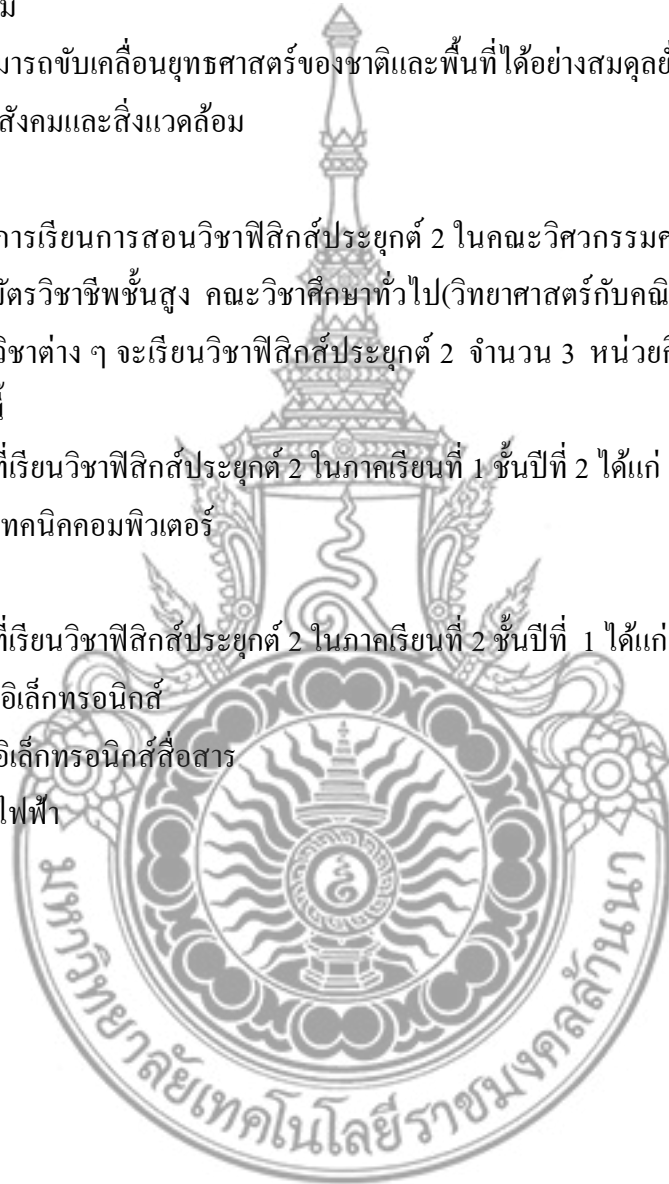 ม
มารถขับเคลื่อนยุทธศาสตร์ของชาติและพื้นที่ได้อย่างสมดุลยั่
สังคมและสิ่งแวดล้อม
การเรียนการสอนวิชาฟิสิกส์ประยุกต์ 2 ในคณะวิศวกรรมศ
บัตรวิชาชีพชั้นสูง คณะวิชาศึกษาทั่วไป(วิทยาศาสตร์กับคณิ
วิชาต่าง ๆ จะเรียนวิชาฟิสิกส์ประยุกต์ 2 จำนวน 3 หน่วยกิ
ที่เรียนวิชาฟิสิกส์ประยุกต์ 2 ในภาคเรียนที่ 1 ชั้นปีที่ 2 ได้แก่
เทคนิคคอมพิวเตอร์
ที่เรียนวิชาฟิสิกส์ประยุกต์ 2 ในภาคเรียนที่ 2 ชั้นปีที่ 1 ได้แก่
อิเล็กทรอนิกส์
อิเล็กทรอนิกส์สื่อสาร
ไฟฟ้า
มหาวิทยาลัยเทคโนโลยีราชมงคลล้านนา